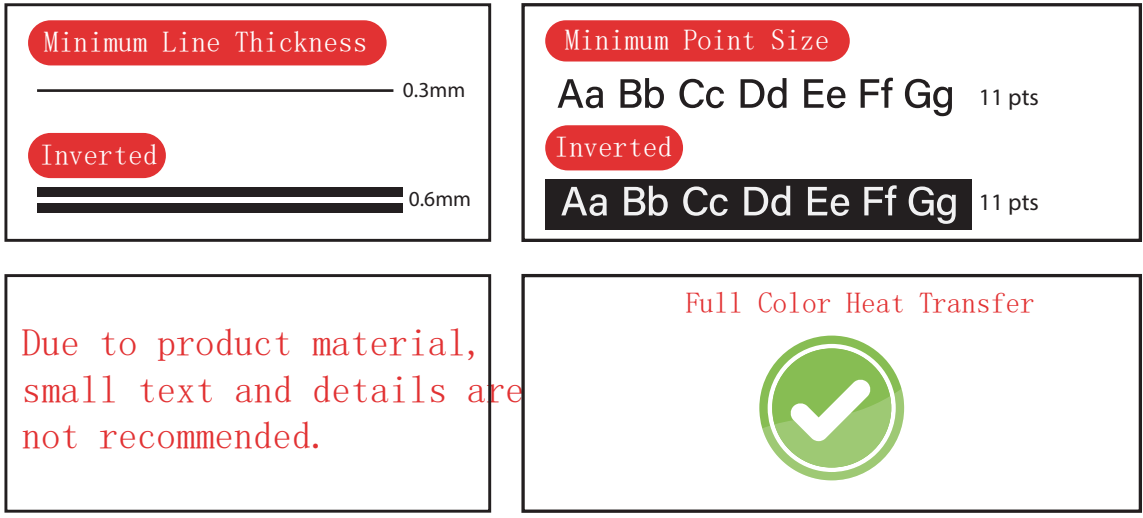 Minimum Line Thickness
0.3mm
Inverted
0.6mm
Minimum Point Size
Aa Bb Cc Dd Ee Ff Gg 11 pts
Inverted
Aa Bb Cc Dd Ee Ff Gg 11 pts
Due to product material,
small text and details are
not recommended.
Full Color Heat Transfer